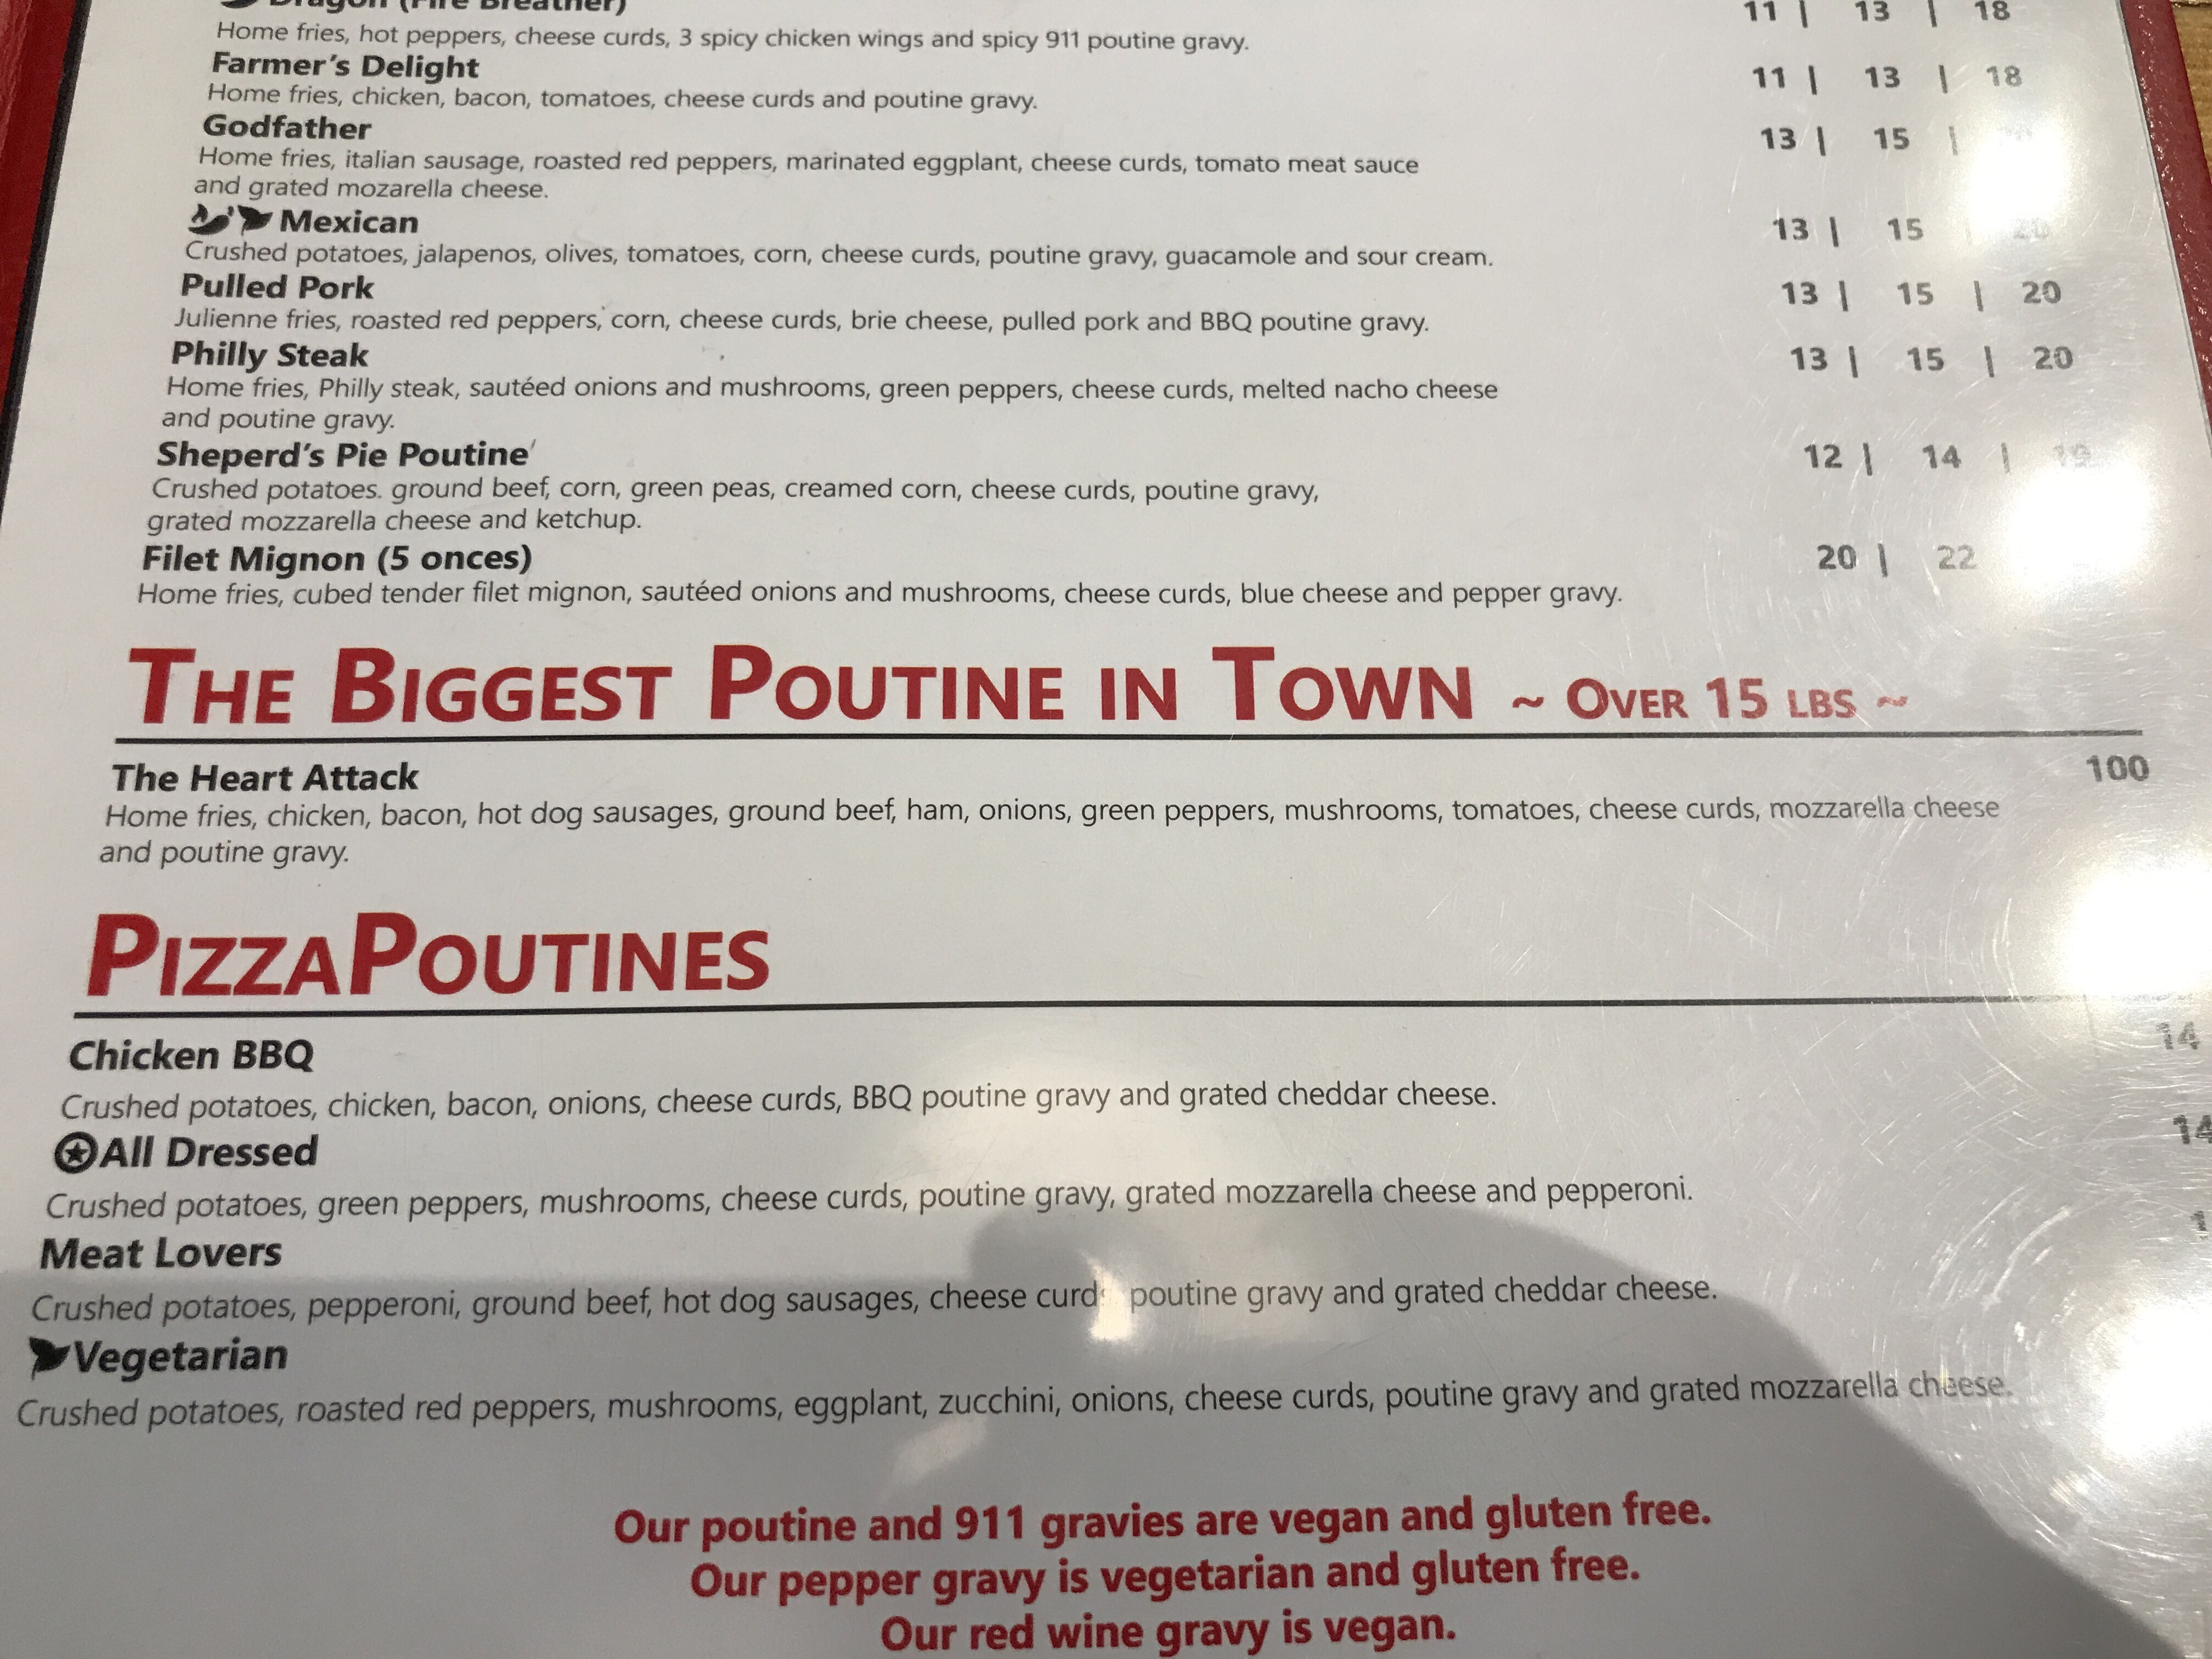 Dragon (Fire Breather) 11 | 13 | 18
Home fries, hot peppers, cheese curds, 3 spicy chicken wings and spicy 911 poutine gravy.
Farmer's Delight 11 | 13 | 18
Home fries, chicken, bacon, tomatoes, cheese curds and poutine gravy.
Godfather 13 | 15 |
Home fries, italian sausage, roasted red peppers, marinated eggplant, cheese curds, tomato meat sauce
and grated mozarella cheese.
Mexican 13 | 15 | 20
Crushed potatoes, jalapenos, olives, tomatoes, corn, cheese curds, poutine gravy, guacamole and sour cream.
Pulled Pork 13 | 15 | 20
Julienne fries, roasted red peppers, corn, cheese curds, brie cheese, pulled pork and BBQ poutine gravy.
Philly Steak 13 | 15 | 20
Home fries, Philly steak, sautéed onions and mushrooms, green peppers, cheese curds, melted nacho cheese
and poutine gravy.
Sheperd's Pie Poutine 12 | 14 | 19
Crushed potatoes. ground beef, corn, green peas, creamed corn, cheese curds, poutine gravy,
grated mozzarella cheese and ketchup.
Filet Mignon (5 onces) 20 | 22
Home fries, cubed tender filet mignon, sautéed onions and mushrooms, cheese curds, blue cheese and pepper gravy.
THE BIGGEST POUTINE IN TOWN ~ OVER 15 LBS ~
The Heart Attack 100
Home fries, chicken, bacon, hot dog sausages, ground beef, ham, onions, green peppers, mushrooms, tomatoes, cheese curds, mozzarella cheese
and poutine gravy.
PIZZAPOUTINES
Chicken BBQ 14
Crushed potatoes, chicken, bacon, onions, cheese curds, BBQ poutine gravy and grated cheddar cheese.
All Dressed 14
Crushed potatoes, green peppers, mushrooms, cheese curds, poutine gravy, grated mozzarella cheese and pepperoni.
Meat Lovers
Crushed potatoes, pepperoni, ground beef, hot dog sausages, cheese curds poutine gravy and grated cheddar cheese.
Vegetarian
Crushed potatoes, roasted red peppers, mushrooms, eggplant, zucchini, onions, cheese curds, poutine gravy and grated mozzarella cheese.
Our poutine and 911 gravies are vegan and gluten free.
Our pepper gravy is vegetarian and gluten free.
Our red wine gravy is vegan.